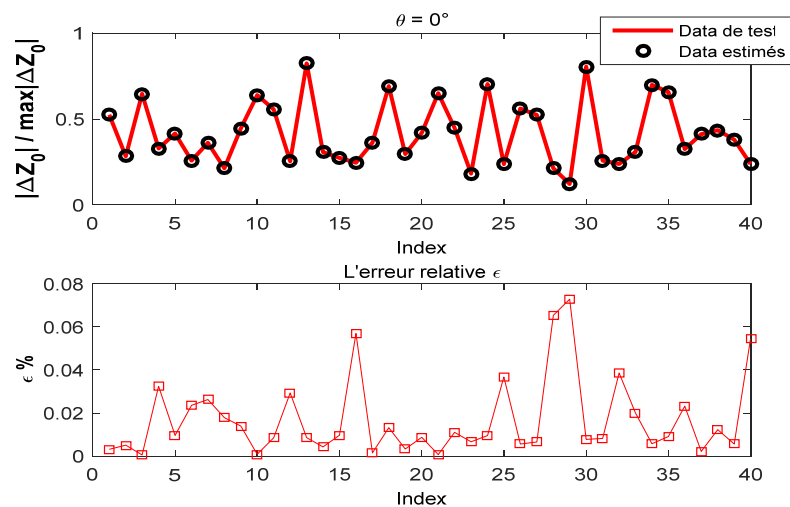 θ = 0°
Data de test
Data estimés
|ΔZ0| / max|ΔZ0|
1
0.5
0
0 5 10 15 20 25 30 35 40
Index
L'erreur relative ϵ
ϵ %
0.08
0.06
0.04
0.02
0
0 5 10 15 20 25 30 35 40
Index